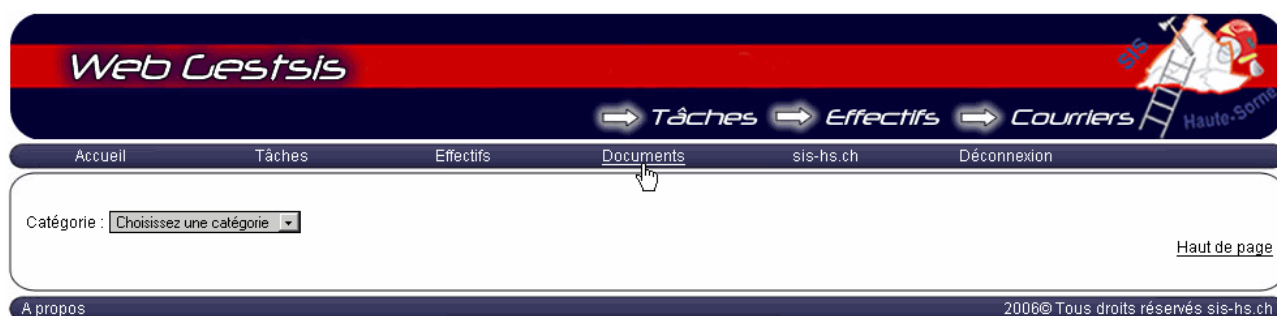 Web Gestsis
SIS
Tâches Effectifs Courriers
Haute-Sorne
Accueil Tâches Effectifs Documents sis-hs.ch Déconnexion
Catégorie : Choisissez une catégorie
Haut de page
A propos 2006© Tous droits réservés sis-hs.ch